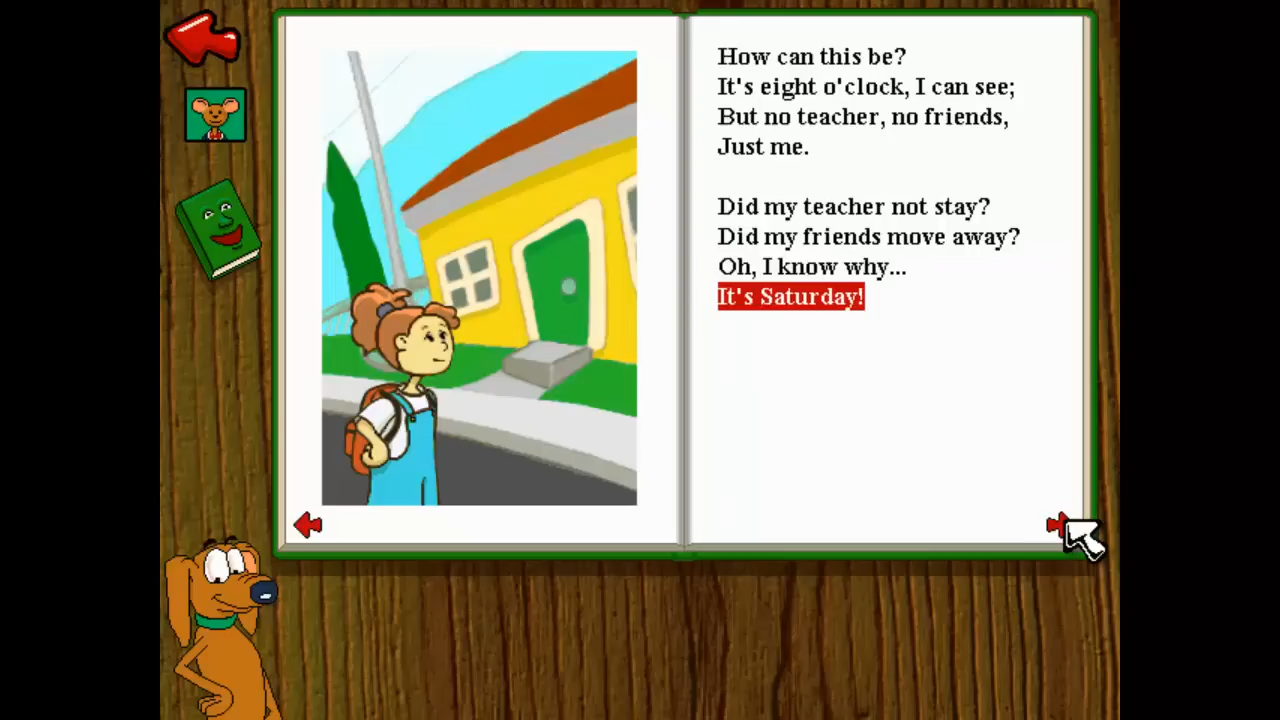 How can this be?
It's eight o'clock, I can see;
But no teacher, no friends,
Just me.
Did my teacher not stay?
Did my friends move away?
Oh, I know why...
It's Saturday!